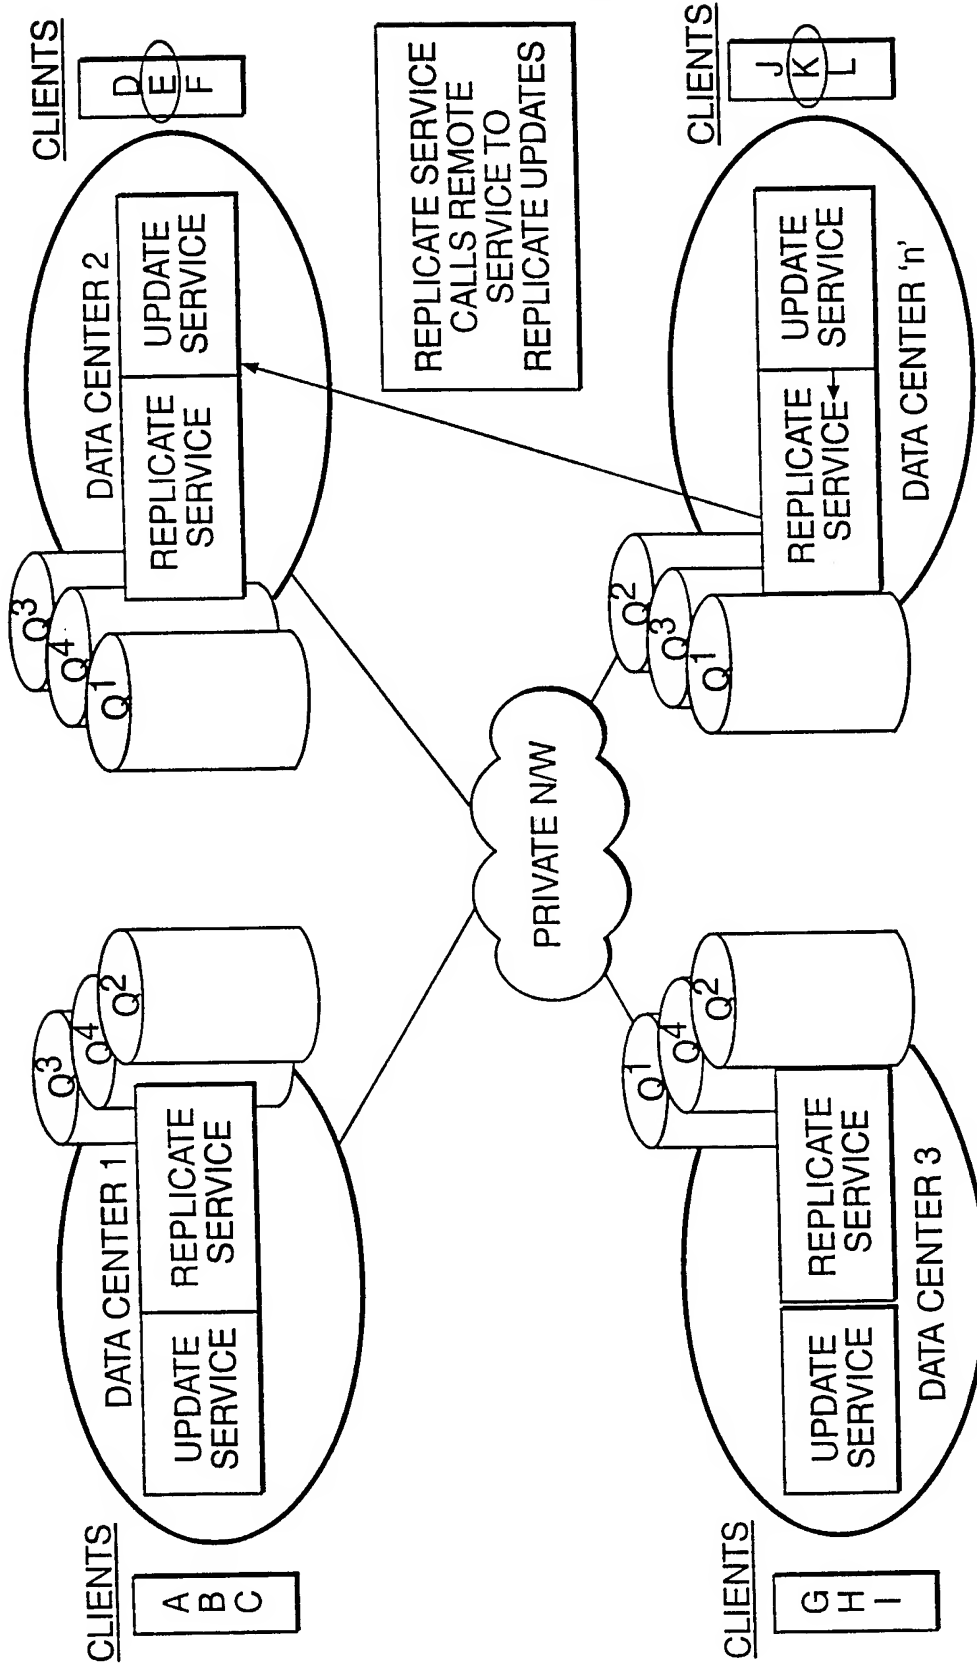 CLIENTS
A
B
C
DATA CENTER 1
UPDATE
SERVICE
REPLICATE
SERVICE
Q3
Q4
Q2
Q3
Q4
Q1
DATA CENTER 2
REPLICATE
SERVICE
UPDATE
SERVICE
CLIENTS
D
E
F
PRIVATE N/W
REPLICATE SERVICE
CALLS REMOTE
SERVICE TO
REPLICATE UPDATES
CLIENTS
G
H
I
UPDATE
SERVICE
REPLICATE
SERVICE
DATA CENTER 3
Q1
Q4
Q2
Q2
Q3
Q1
REPLICATE
SERVICE
UPDATE
SERVICE
DATA CENTER 'n'
CLIENTS
J
K
L